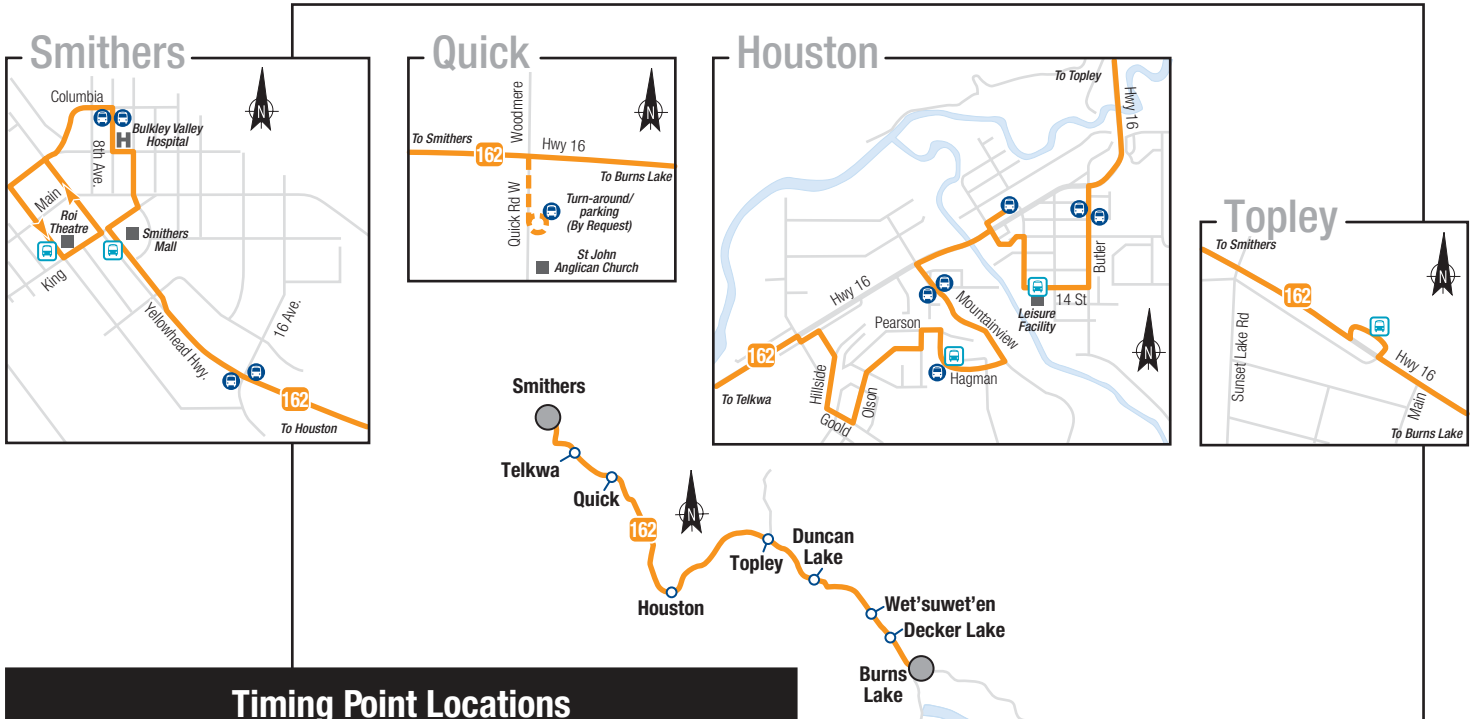 Smithers
Columbia
8th Ave.
H
Bulkley Valley
Hospital
N
Main
Roi
Theatre
Smithers
Mall
King
Yellowhead Hwy.
16 Ave.
162
To Houston
Quick
Woodmere
N
To Smithers
162
Hwy 16
To Burns Lake
Quick Rd W
Turn-around/
parking
(By Request)
St John
Anglican Church
Houston
To Topley
Hwy 16
Butler
Hwy 16
Mountainview
14 St
Leisure
Facility
Pearson
N
162
To Telkwa
Hillside
Olson
Hagman
Goold
Topley
To Smithers
N
162
Sunset Lake Rd
Hwy 16
Main
To Burns Lake
Smithers
Telkwa
Quick
N
162
Houston
Topley
Duncan
Lake
Wet'suwet'en
Decker Lake
Burns
Lake
Timing Point Locations